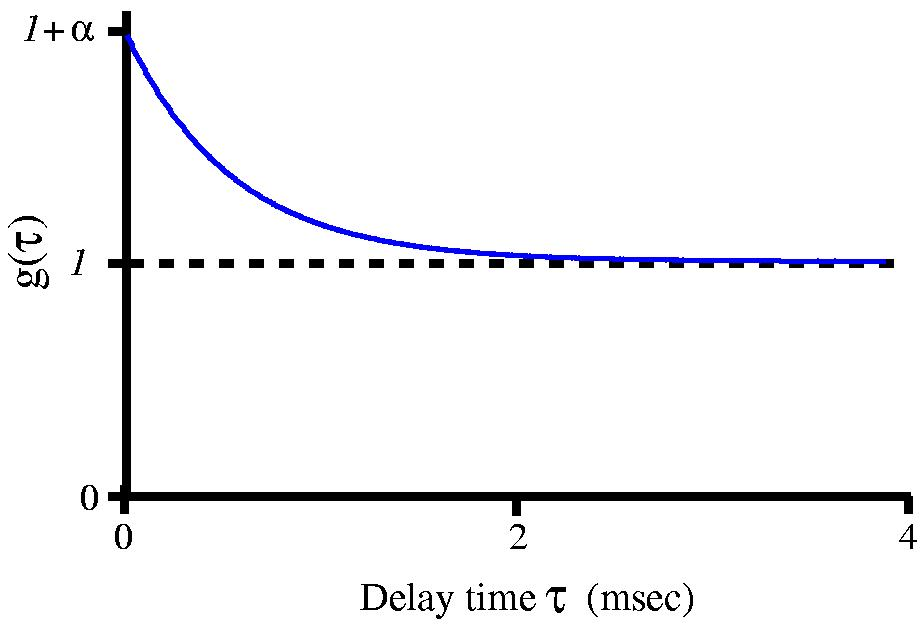 1+α
g(τ)
1
0
0 2 4
Delay time τ (msec)